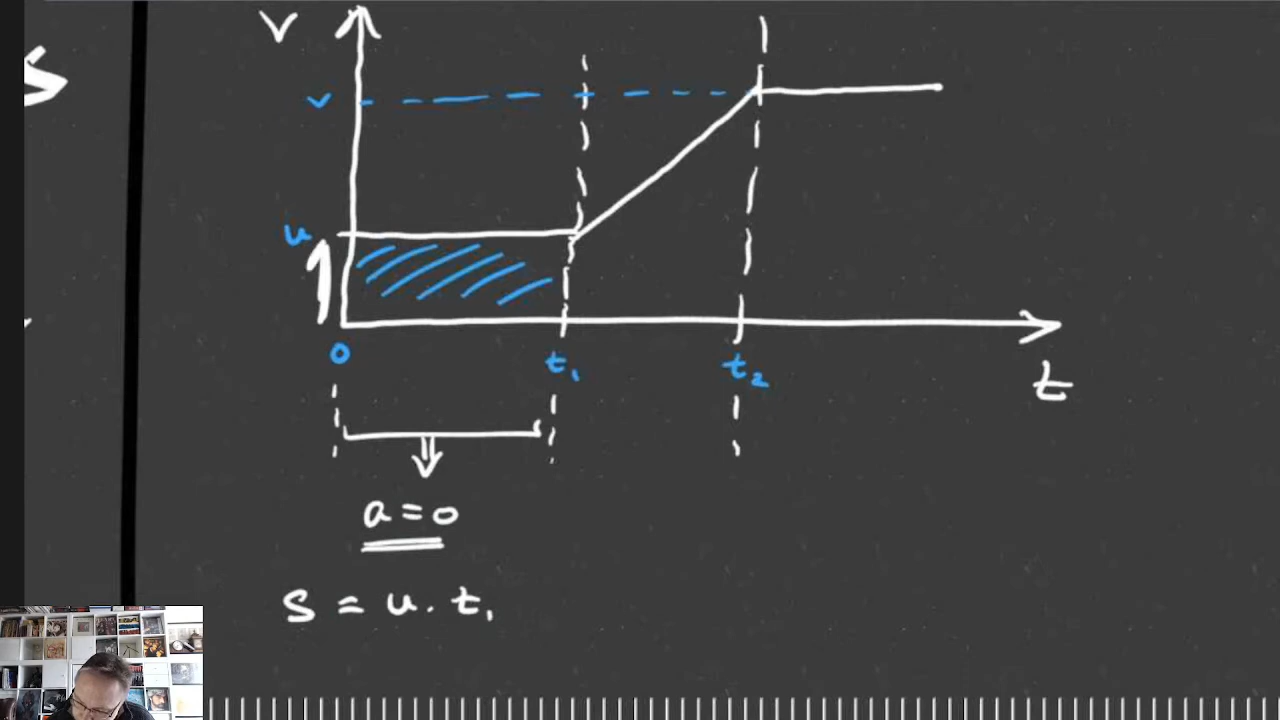 V
s
v
u
0 t₁ t₂
t
a = 0
s = u . t₁